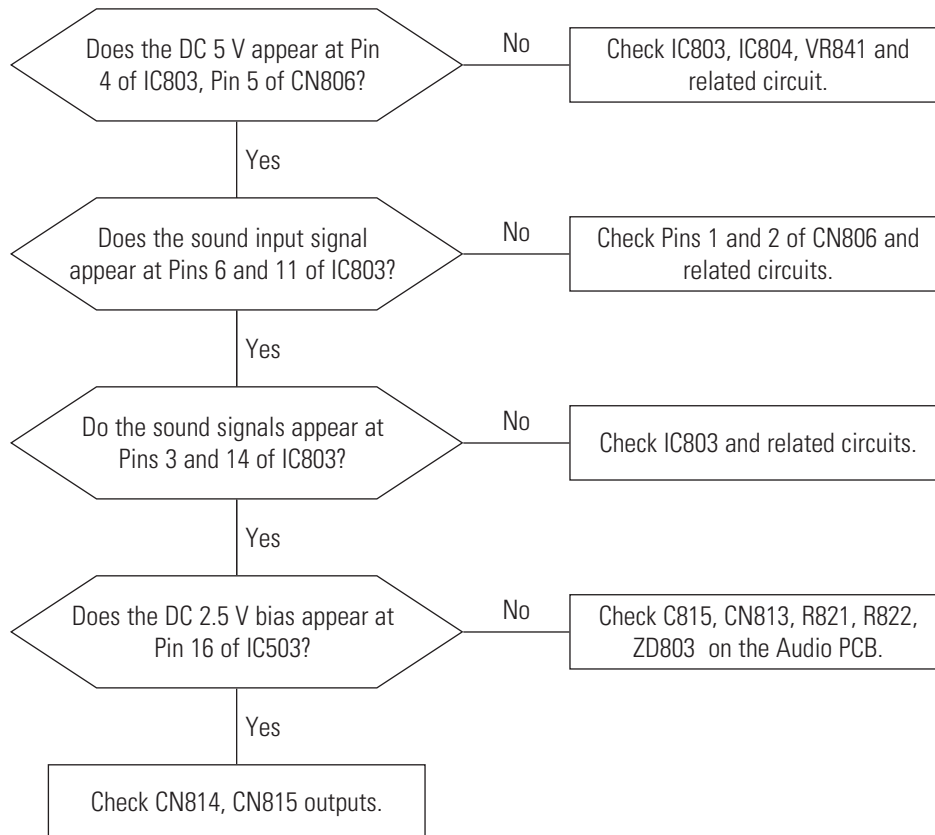 Does the DC 5 V appear at Pin
4 of IC803, Pin 5 of CN806?
No
Check IC803, IC804, VR841 and
related circuit.
Yes
Does the sound input signal
appear at Pins 6 and 11 of IC803?
No
Check Pins 1 and 2 of CN806 and
related circuits.
Yes
Do the sound signals appear at
Pins 3 and 14 of IC803?
No
Check IC803 and related circuits.
Yes
Does the DC 2.5 V bias appear at
Pin 16 of IC503?
No
Check C815, CN813, R821, R822,
ZD803 on the Audio PCB.
Yes
Check CN814, CN815 outputs.